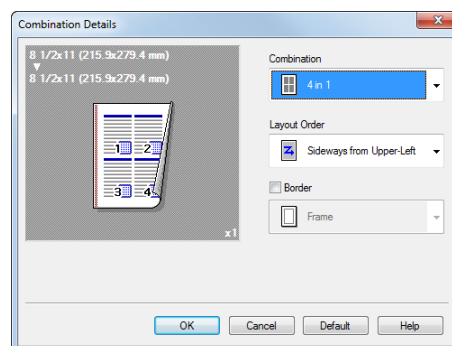 Combination Details
8 1/2x11 (215.9x279.4 mm)
8 1/2x11 (215.9x279.4 mm)
1 2
3 4
x1
Combination
4 in 1
Layout Order
Sideways from Upper-Left
Border
Frame
OK Cancel Default Help